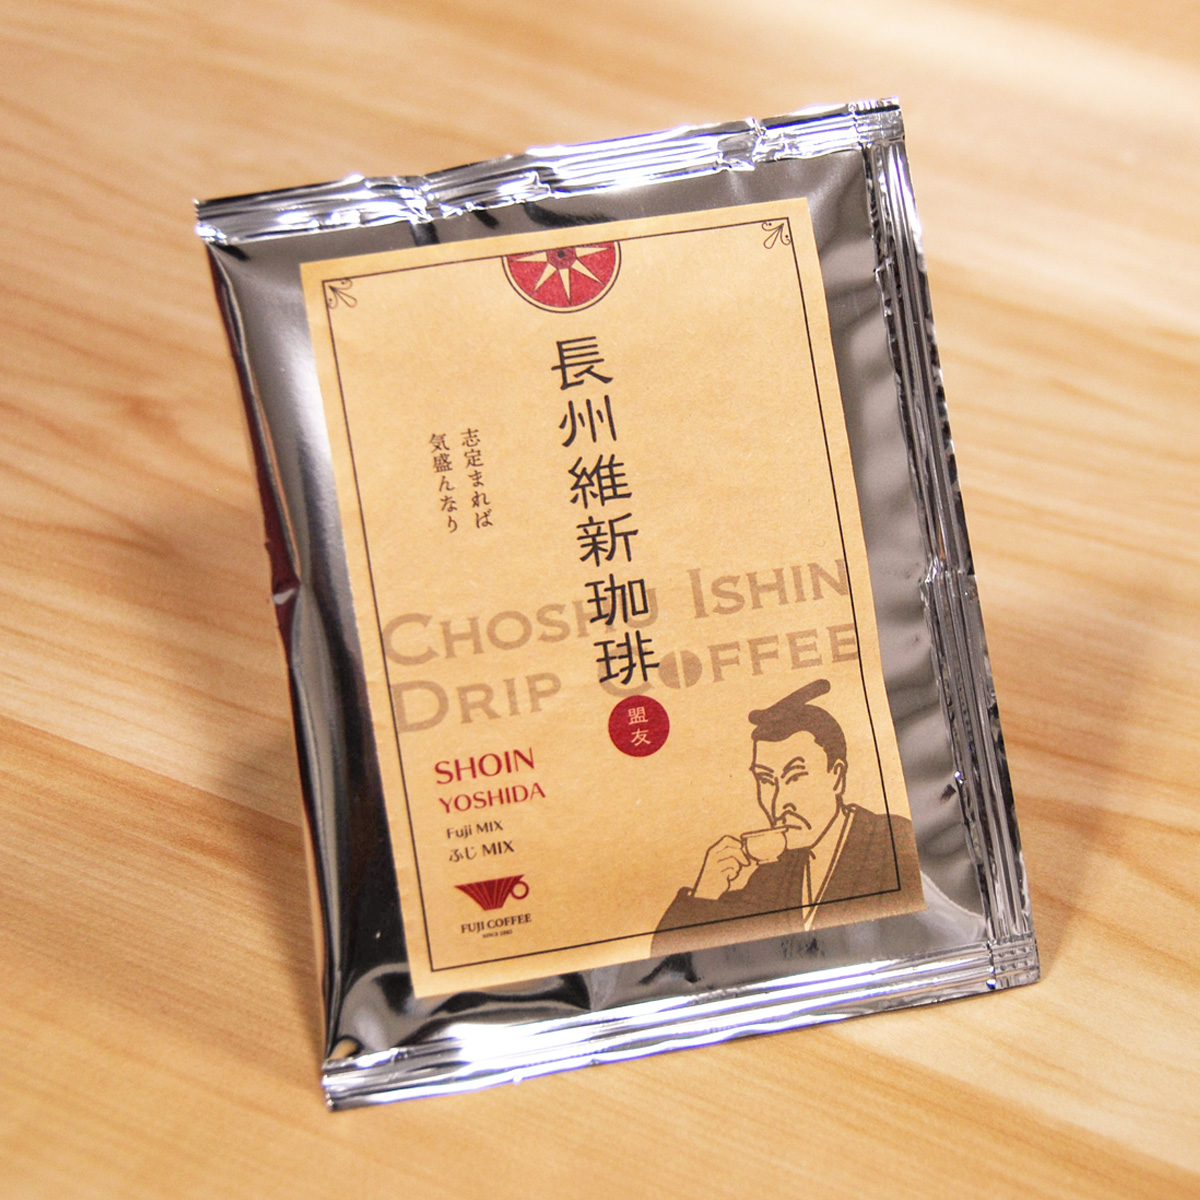 長州維新珈琲
盟友
志定まれば
気盛んなり
CHOSHU ISHIN
DRIP COFFEE
SHOIN
YOSHIDA
Fuji MIX
ふじ MIX
FUJI COFFEE